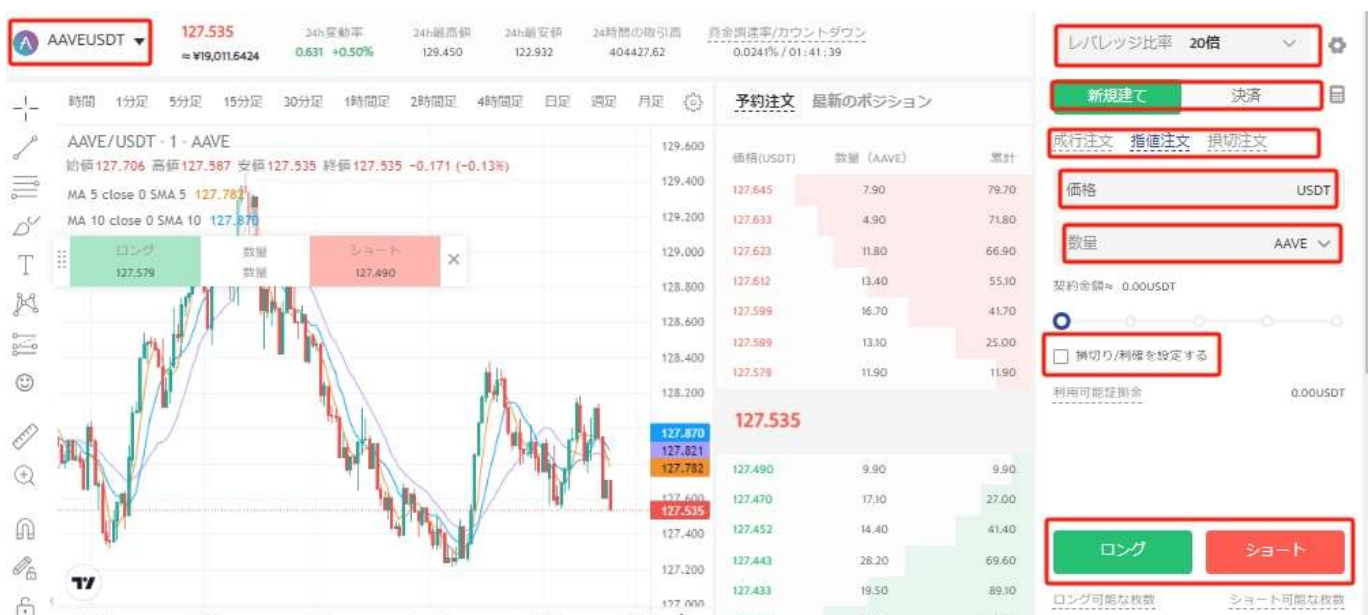 AAVEUSDT
127.535
≈ ¥19,011.6424
24h変動率
0.631 +0.50%
24h最高値
129.450
24h最安値
122.932
24時間の取引高
404427.62
資金調達率/カウントダウン
0.0241% / 01:41:39
時間 1分足 5分足 15分足 30分足 1時間足 2時間足 4時間足 日足 週足 月足
AAVE/USDT · 1 · AAVE
始値127.706 高値127.587 安値127.535 終値127.535 −0.171 (−0.13%)
MA 5 close 0 SMA 5 127.782
MA 10 close 0 SMA 10 127.870
ロング
127.579
数量
数量
ショート
127.490
129.600
129.400
129.200
129.000
128.800
128.600
128.400
128.200
127.870
127.821
127.782
127.600
127.535
127.400
127.200
127.000
予約注文 最新のポジション
価格(USDT) 数量 (AAVE) 累計
127.645 7.90 79.70
127.633 4.90 71.80
127.623 11.80 66.90
127.612 13.40 55.10
127.599 16.70 41.70
127.589 13.10 25.00
127.579 11.90 11.90
127.535
127.490 9.90 9.90
127.470 17.10 27.00
127.452 14.40 41.40
127.443 28.20 69.60
127.433 19.50 89.10
レバレッジ比率 20倍
新規建て 決済
成行注文 指値注文 損切注文
価格 USDT
数量 AAVE
契約金額≈ 0.00USDT
損切り/利確を設定する
利用可能証拠金 0.00USDT
ロング ショート
ロング可能な枚数 ショート可能な枚数